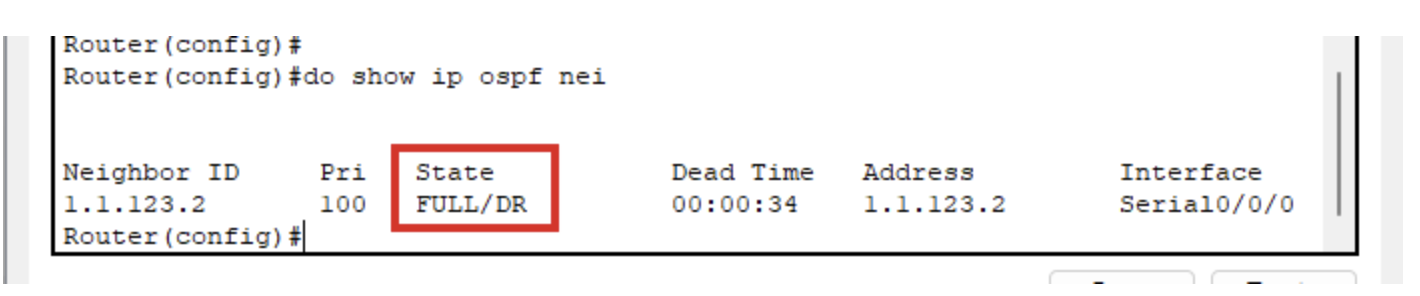 Router(config)#
Router(config)#do show ip ospf nei
Neighbor ID Pri State Dead Time Address Interface
1.1.123.2 100 FULL/DR 00:00:34 1.1.123.2 Serial0/0/0
Router(config)#